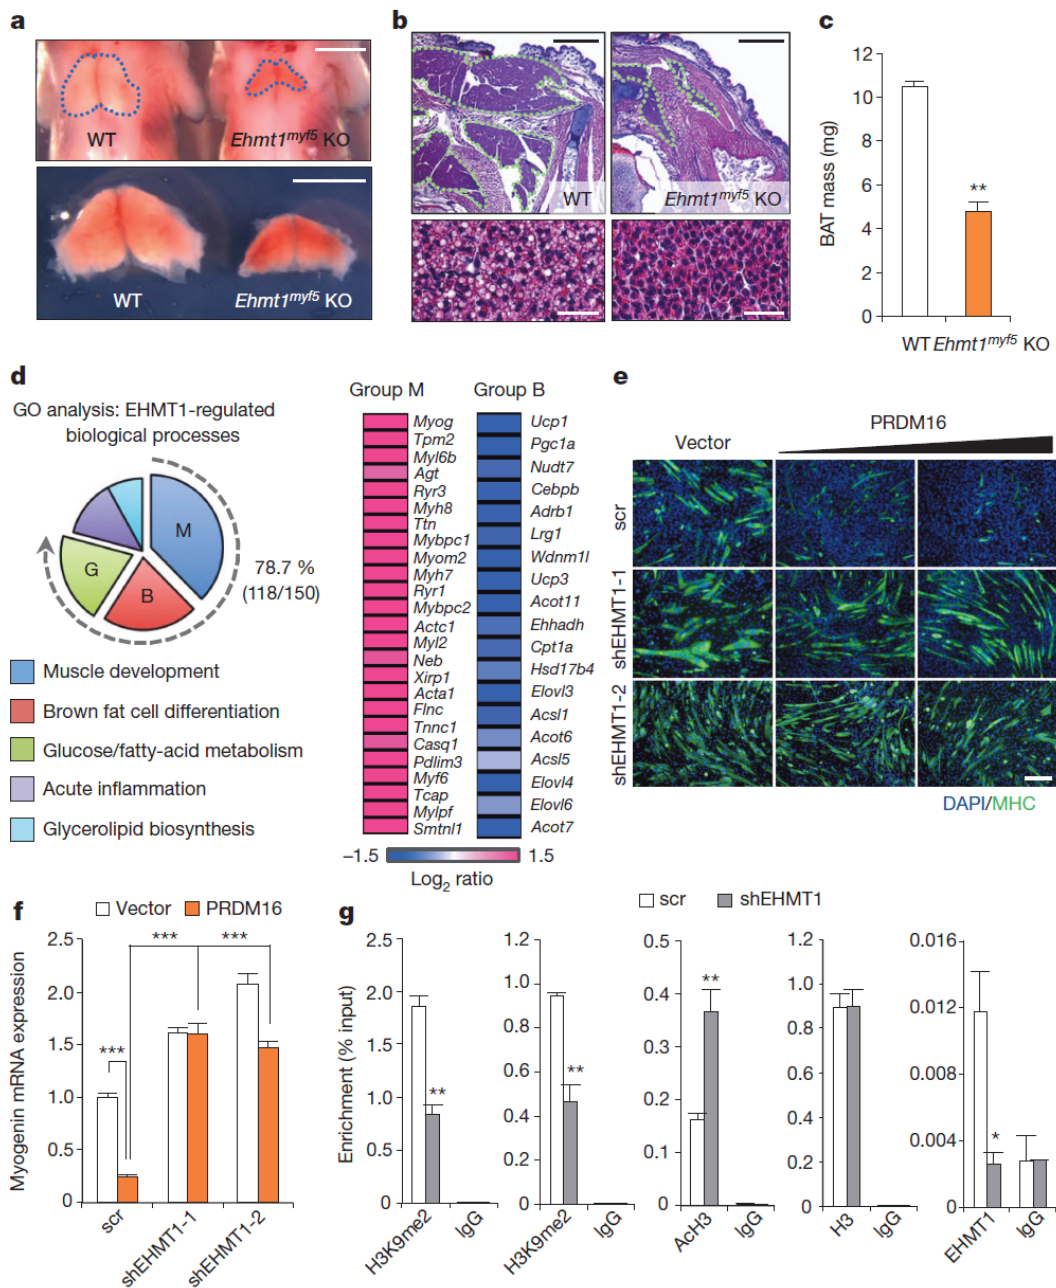 a
WT
Ehmt1myf5 KO
WT
Ehmt1myf5 KO
b
WT
Ehmt1myf5 KO
c
BAT mass (mg)
12
10
8
6
4
2
0
**
WT Ehmt1myf5 KO
d
GO analysis: EHMT1-regulated
biological processes
M
G
B
78.7 %
(118/150)
Muscle development
Brown fat cell differentiation
Glucose/fatty-acid metabolism
Acute inflammation
Glycerolipid biosynthesis
Group M
Myog
Tpm2
Myl6b
Agt
Ryr3
Myh8
Ttn
Mybpc1
Myom2
Myh7
Ryr1
Mybpc2
Actc1
Myl2
Neb
Xirp1
Acta1
Flnc
Tnnc1
Casq1
Pdlim3
Myf6
Tcap
Mylpf
Smtnl1
Group B
Ucp1
Pgc1a
Nudt7
Cebpb
Adrb1
Lrg1
Wdnm1l
Ucp3
Acot11
Ehhadh
Cpt1a
Hsd17b4
Elovl3
Acsl1
Acot6
Acsl5
Elovl4
Elovl6
Acot7
−1.5 1.5
Log2 ratio
e
PRDM16
Vector
scr
shEHMT1-1
shEHMT1-2
DAPI/MHC
f
Vector PRDM16
Myogenin mRNA expression
2.5
2.0
1.5
1.0
0.5
0
***
***
***
scr
shEHMT1-1
shEHMT1-2
g
scr shEHMT1
Enrichment (% input)
2.5
2.0
1.5
1.0
0.5
0
**
H3K9me2
IgG
1.2
1.0
0.8
0.6
0.4
0.2
0
**
H3K9me2
IgG
0.5
0.4
0.3
0.2
0.1
0
**
AcH3
IgG
1.2
1.0
0.8
0.6
0.4
0.2
0
H3
IgG
0.016
0.012
0.008
0.004
0
*
EHMT1
IgG